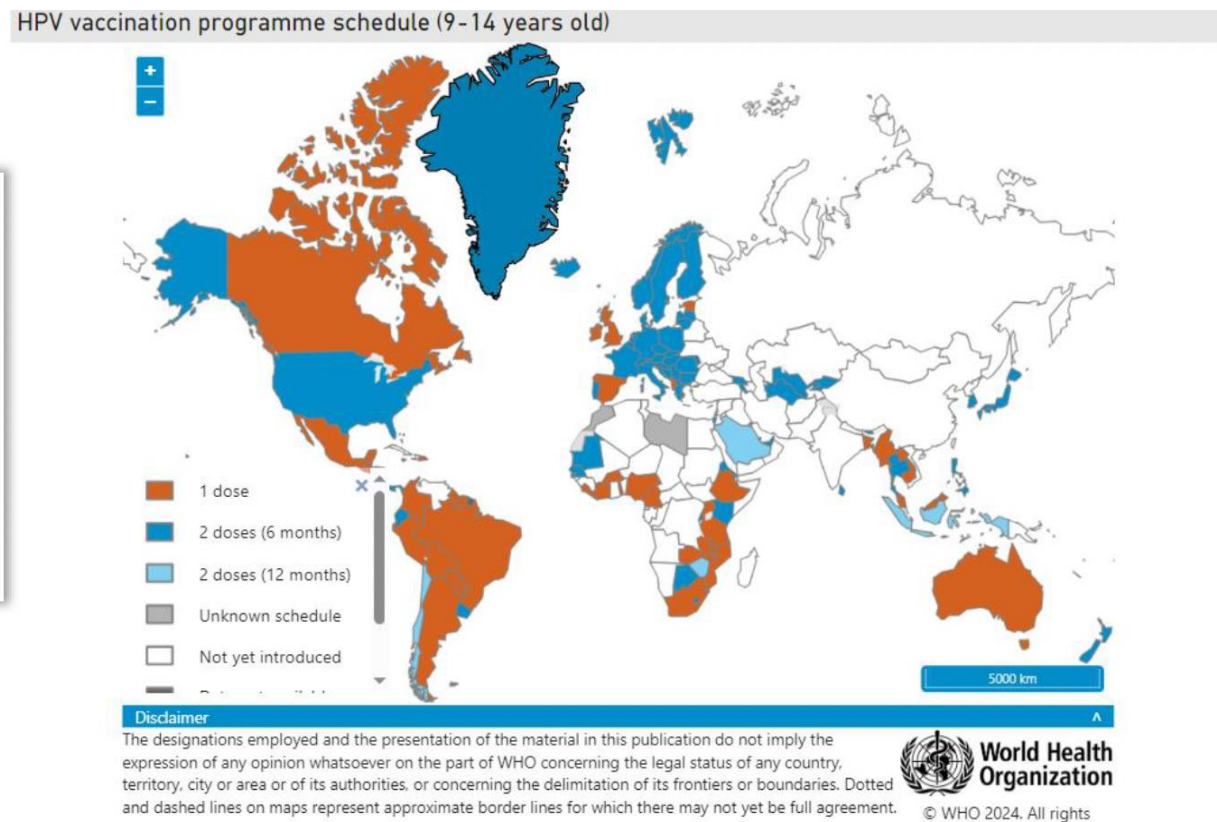 HPV vaccination programme schedule (9-14 years old)
+
−
1 dose
2 doses (6 months)
2 doses (12 months)
Unknown schedule
Not yet introduced
5000 km
Disclaimer
The designations employed and the presentation of the material in this publication do not imply the
expression of any opinion whatsoever on the part of WHO concerning the legal status of any country,
territory, city or area or of its authorities, or concerning the delimitation of its frontiers or boundaries. Dotted
and dashed lines on maps represent approximate border lines for which there may not yet be full agreement.
World Health
Organization
© WHO 2024. All rights